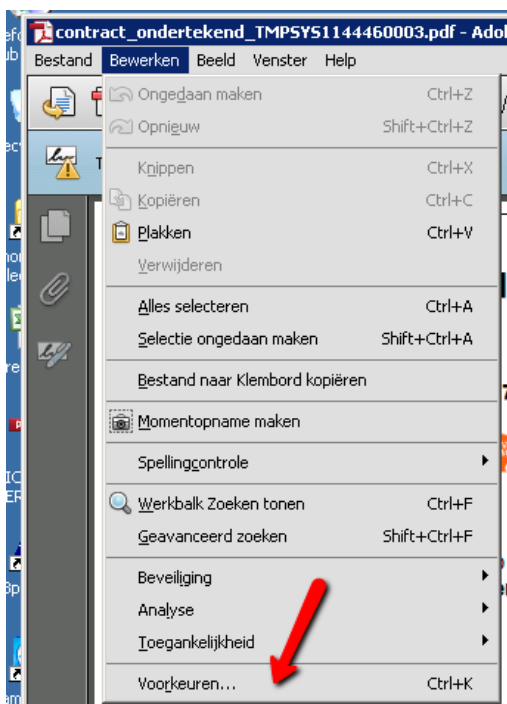 contract_ondertekend_TMPSYS1144460003.pdf - Adol
Bestand Bewerken Beeld Venster Help
Ongedaan maken Ctrl+Z
Opnieuw Shift+Ctrl+Z
Knippen Ctrl+X
Kopiëren Ctrl+C
Plakken Ctrl+V
Verwijderen
Alles selecteren Ctrl+A
Selectie ongedaan maken Shift+Ctrl+A
Bestand naar Klembord kopiëren
Momentopname maken
Spellingcontrole
Werkbalk Zoeken tonen Ctrl+F
Geavanceerd zoeken Shift+Ctrl+F
Beveiliging
Analyse
Toegankelijkheid
Voorkeuren... Ctrl+K